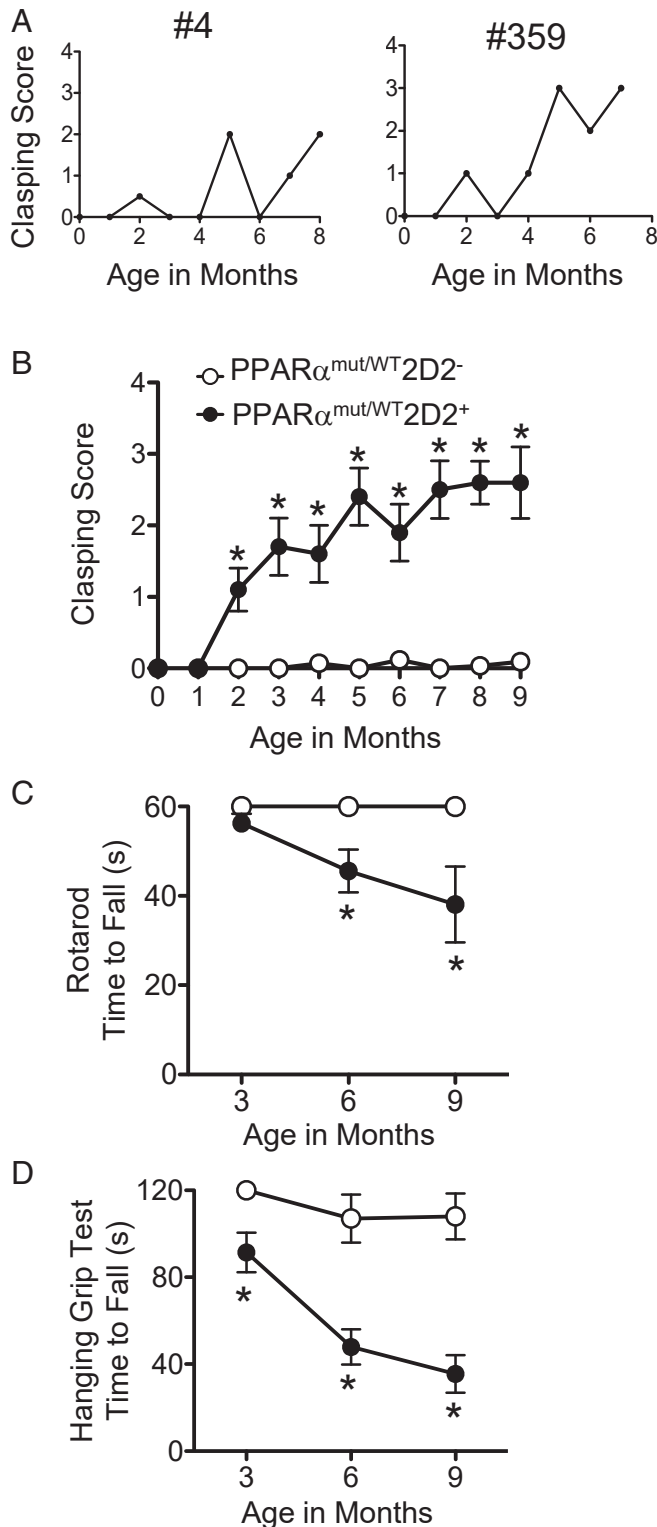 A
#4
#359
Clasping Score
4
3
2
1
0
0 2 4 6 8
Age in Months
4
3
2
1
0
0 2 4 6 8
Age in Months
B
PPARα^mut/WT2D2^-
PPARα^mut/WT2D2^+
Clasping Score
4
3
2
1
0
* * * * * * * *
0 1 2 3 4 5 6 7 8 9
Age in Months
C
Rotarod
Time to Fall (s)
60
40
20
0
* *
3 6 9
Age in Months
D
Hanging Grip Test
Time to Fall (s)
120
80
40
0
* * *
3 6 9
Age in Months